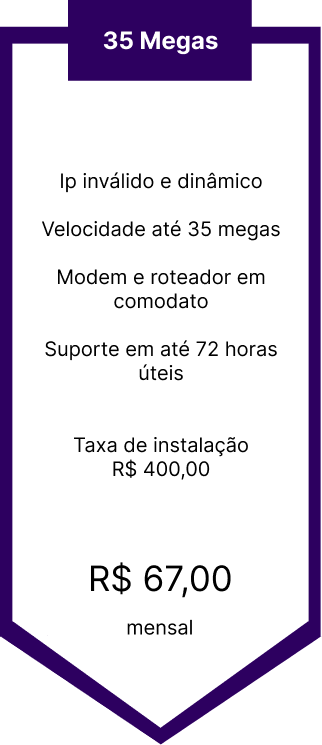 35 Megas
Ip inválido e dinâmico
Velocidade até 35 megas
Modem e roteador em
comodato
Suporte em até 72 horas
úteis
Taxa de instalação
R$ 400,00
R$ 67,00
mensal